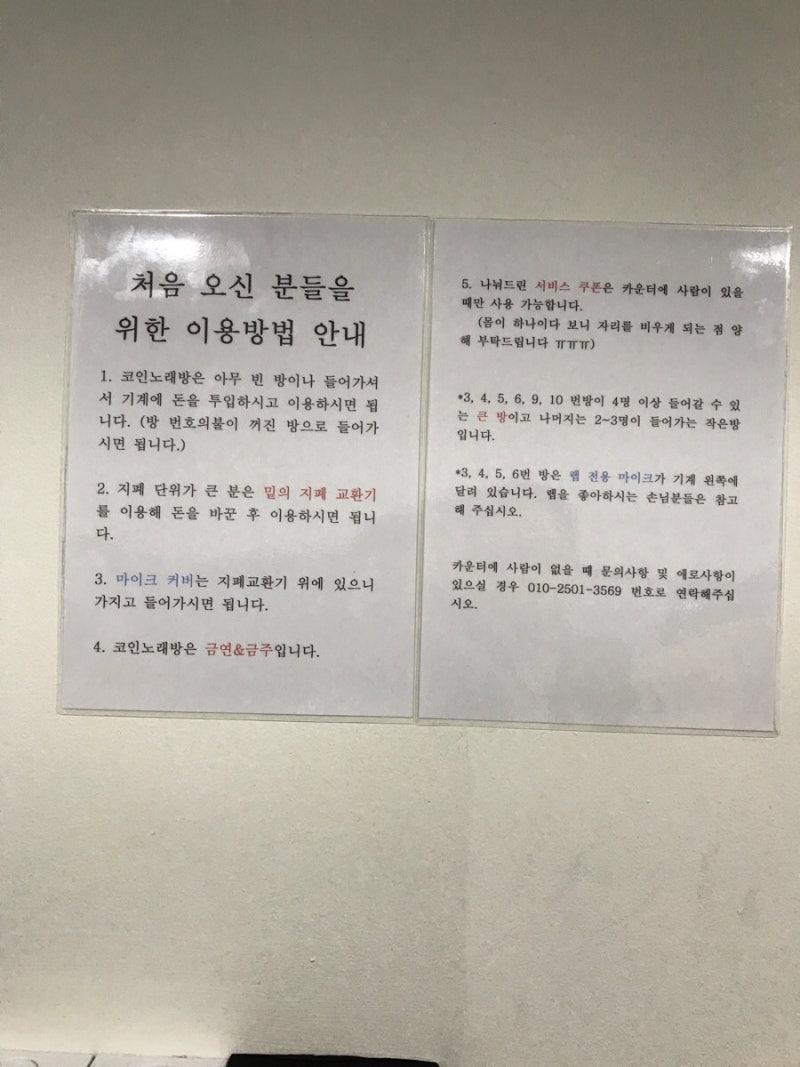 처음 오신 분들을
위한 이용방법 안내
1. 코인노래방은 아무 빈 방이나 들어가셔
서 기계에 돈을 투입하시고 이용하시면 됩
니다. (방 번호의불이 꺼진 방으로 들어가
시면 됩니다.)
2. 지폐 단위가 큰 분은 밑의 지폐 교환기
를 이용해 돈을 바꾼 후 이용하시면 됩니
다.
3. 마이크 커버는 지폐교환기 위에 있으니
가지고 들어가시면 됩니다.
4. 코인노래방은 금연&금주입니다.
5. 나눠드린 서비스 쿠폰은 카운터에 사람이 있을
때만 사용 가능합니다.
(몸이 하나이다 보니 자리를 비우게 되는 점 양
해 부탁드립니다 ㅠㅠㅠ)
*3, 4, 5, 6, 9, 10 번방이 4명 이상 들어갈 수 있
는 큰 방이고 나머지는 2~3명이 들어가는 작은방
입니다.
*3, 4, 5, 6번 방은 랩 전용 마이크가 기계 왼쪽에
달려 있습니다. 랩을 좋아하시는 손님분들은 참고
해 주십시오.
카운터에 사람이 없을 때 문의사항 및 애로사항이
있으실 경우 010-2501-3569 번호로 연락해주십
시오.